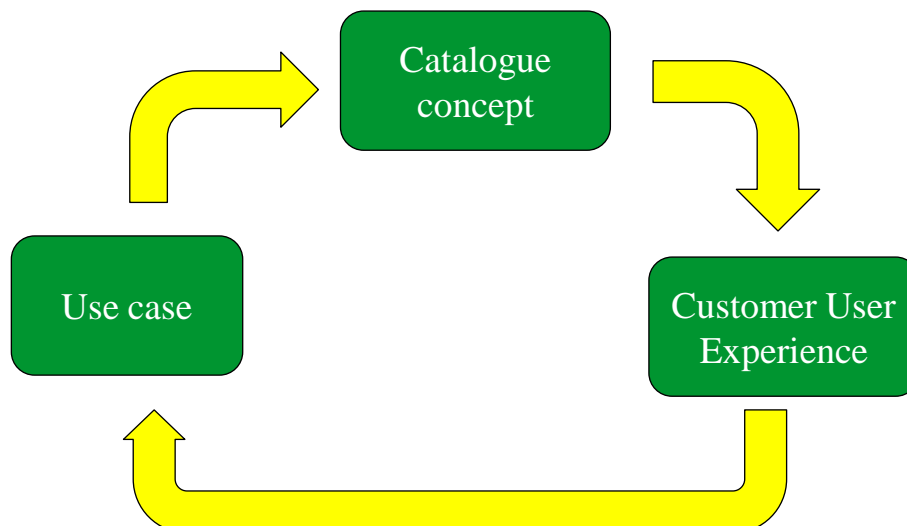 Catalogue
concept
Use case
Customer User
Experience